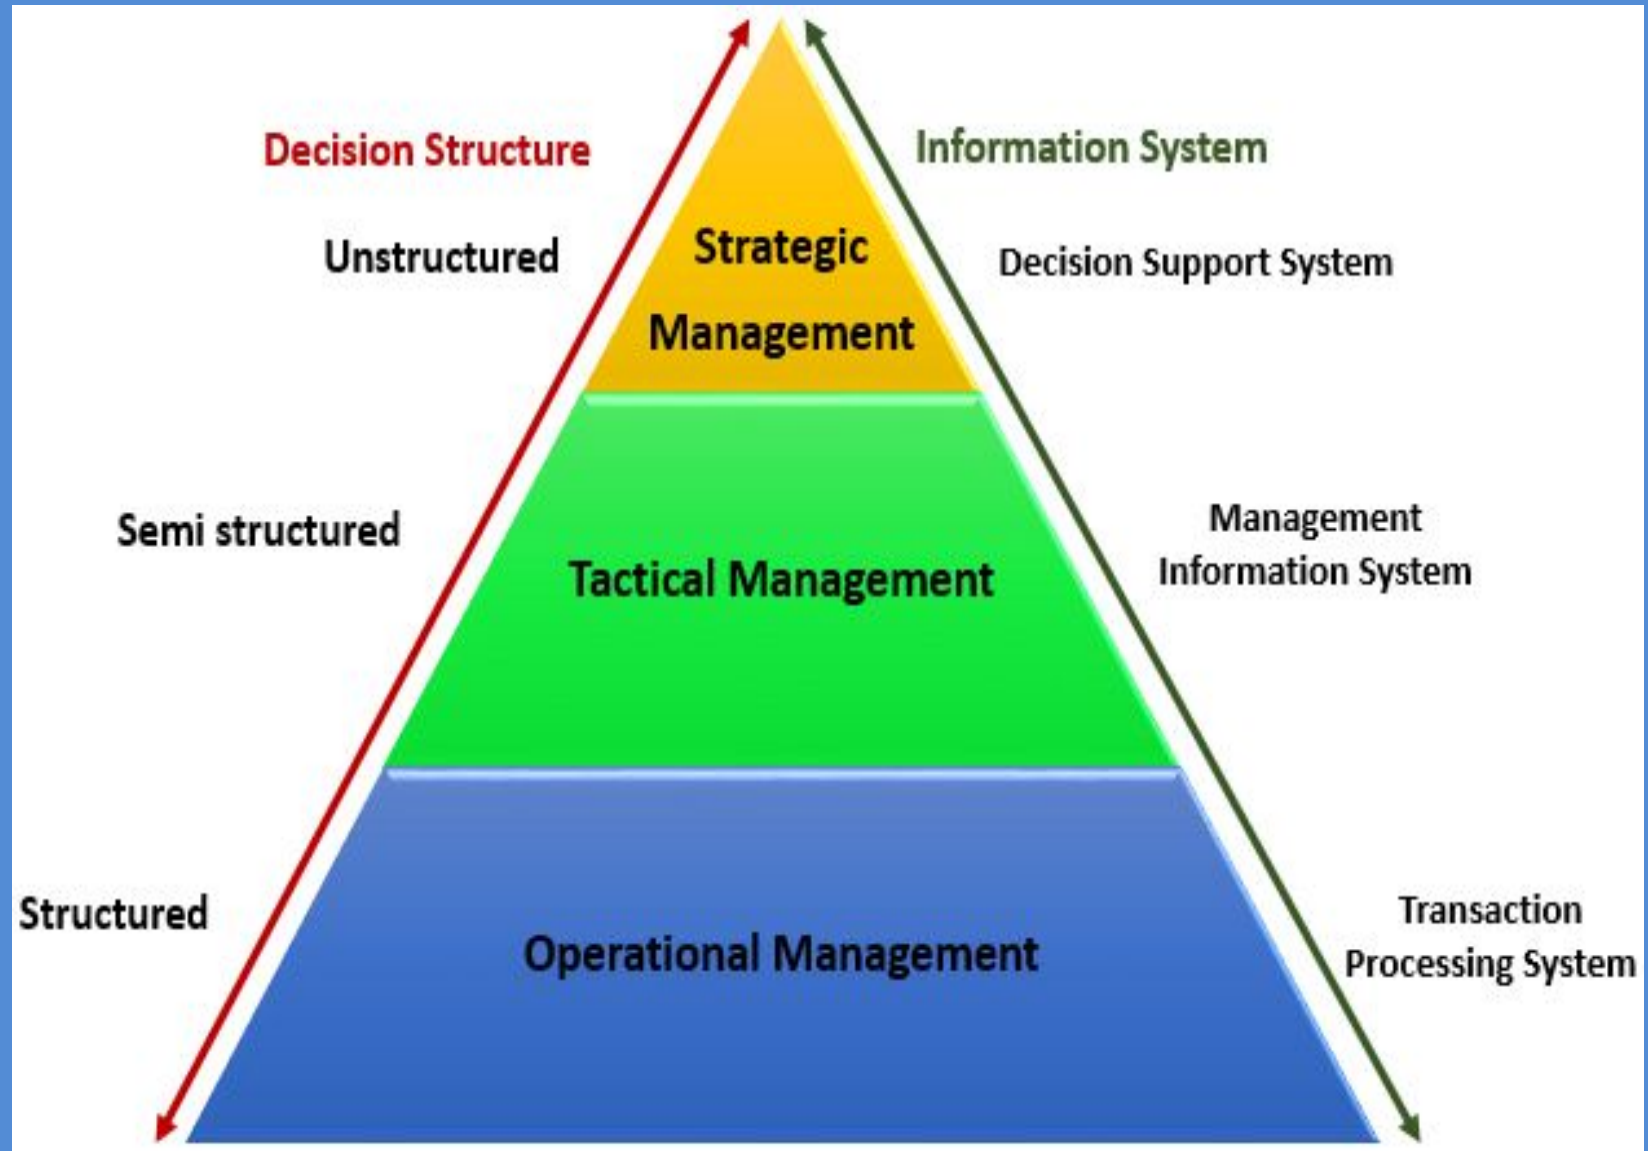 Decision Structure
Information System
Unstructured
Strategic
Management
Decision Support System
Semi structured
Tactical Management
Management
Information System
Structured
Operational Management
Transaction
Processing System